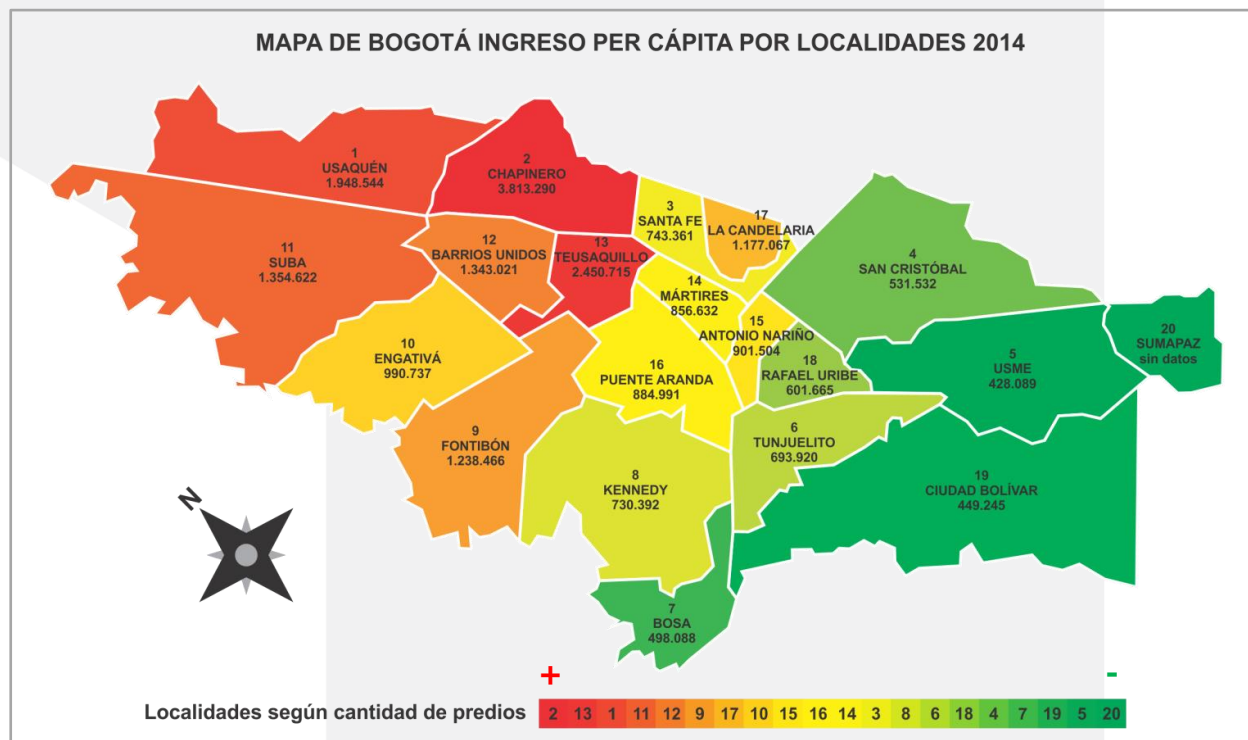 MAPA DE BOGOTÁ INGRESO PER CÁPITA POR LOCALIDADES 2014
1
USAQUÉN
1.948.544
2
CHAPINERO
3.813.290
3
SANTA FE
743.361
17
LA CANDELARIA
1.177.067
4
SAN CRISTÓBAL
531.532
11
SUBA
1.354.622
12
BARRIOS UNIDOS
1.343.021
13
TEUSAQUILLO
2.450.715
14
MÁRTIRES
856.632
15
ANTONIO NARIÑO
901.504
20
SUMAPAZ
sin datos
5
USME
428.089
10
ENGATIVÁ
990.737
16
PUENTE ARANDA
884.991
18
RAFAEL URIBE
601.665
9
FONTIBÓN
1.238.466
6
TUNJUELITO
693.920
8
KENNEDY
730.392
19
CIUDAD BOLÍVAR
449.245
N
7
BOSA
498.088
+ -
Localidades según cantidad de predios 2 13 1 11 12 9 17 10 15 16 14 3 8 6 18 4 7 19 5 20